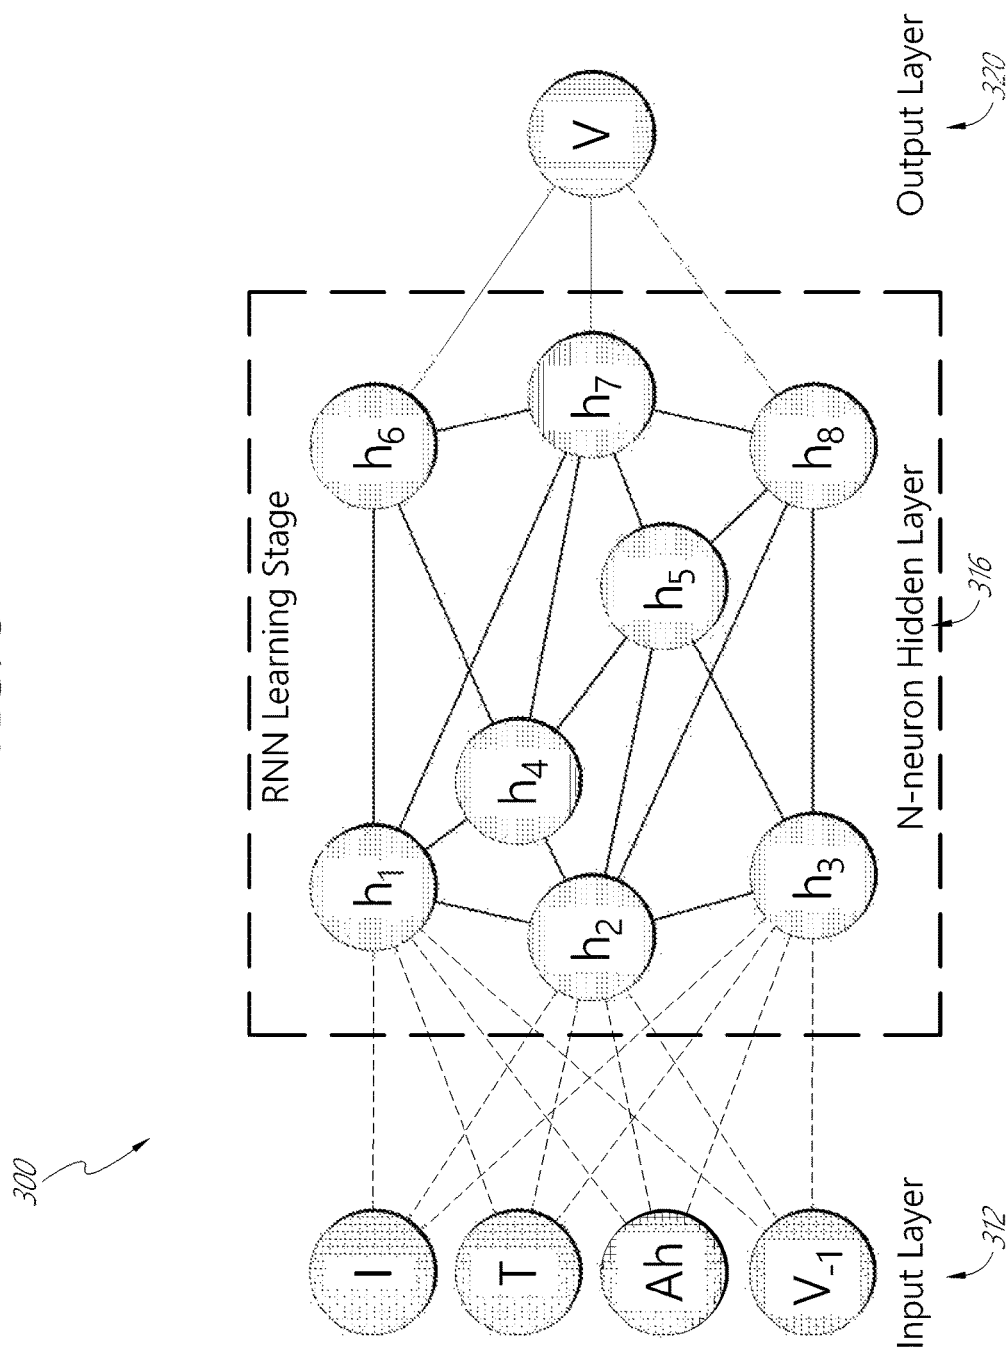 300
RNN Learning Stage
I
T
Ah
V-1
h1
h2
h3
h4
h5
h6
h7
h8
V
Input Layer
312
N-neuron Hidden Layer
316
Output Layer
320